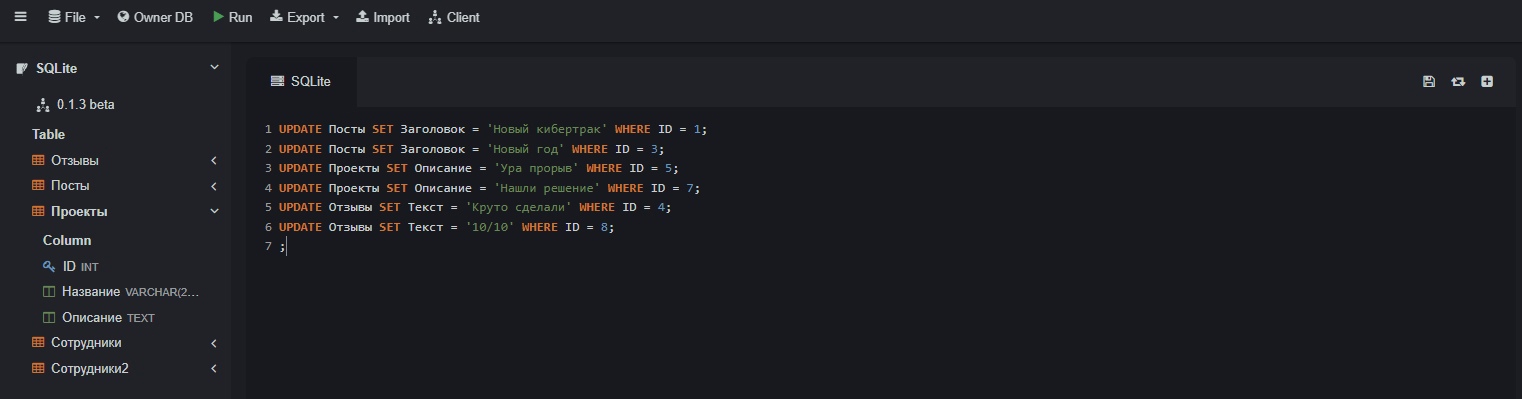 File Owner DB Run Export Import Client
SQLite
0.1.3 beta
Table
Отзывы
Посты
Проекты
Column
ID INT
Название VARCHAR(2...
Описание TEXT
Сотрудники
Сотрудники2
SQLite
1 UPDATE Посты SET Заголовок = 'Новый кибертрак' WHERE ID = 1;
2 UPDATE Посты SET Заголовок = 'Новый год' WHERE ID = 3;
3 UPDATE Проекты SET Описание = 'Ура прорыв' WHERE ID = 5;
4 UPDATE Проекты SET Описание = 'Нашли решение' WHERE ID = 7;
5 UPDATE Отзывы SET Текст = 'Круто сделали' WHERE ID = 4;
6 UPDATE Отзывы SET Текст = '10/10' WHERE ID = 8;
7 ;